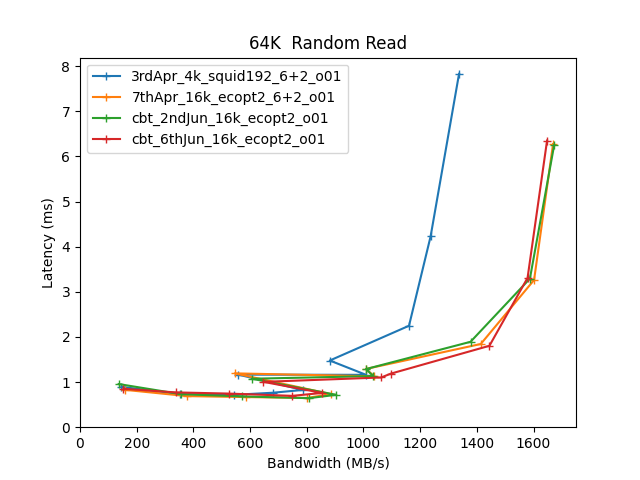 64K  Random Read
3rdApr_4k_squid192_6+2_o01
7thApr_16k_ecopt2_6+2_o01
cbt_2ndJun_16k_ecopt2_o01
cbt_6thJun_16k_ecopt2_o01
8
7
6
5
4
3
2
1
0
Latency (ms)
0 200 400 600 800 1000 1200 1400 1600
Bandwidth (MB/s)